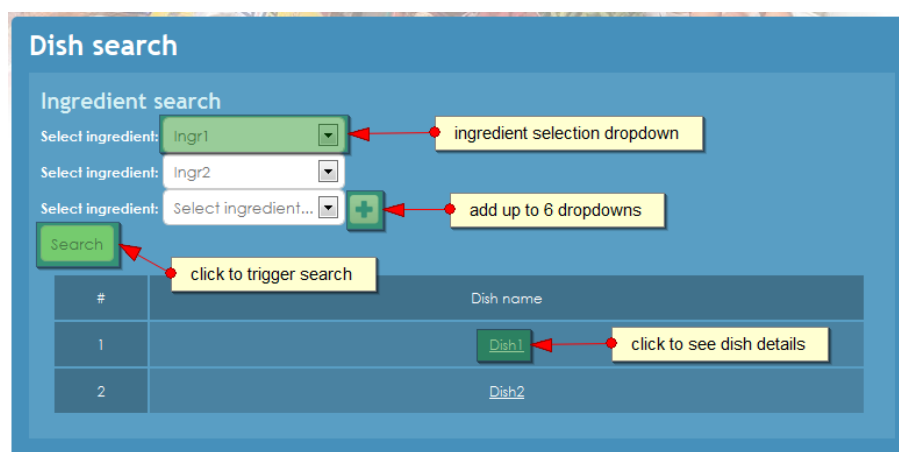 Dish search
Ingredient search
Select ingredient: Ingr1
ingredient selection dropdown
Select ingredient: Ingr2
Select ingredient: Select ingredient...
add up to 6 dropdowns
Search
click to trigger search
# Dish name
1 Dish1
click to see dish details
2 Dish2